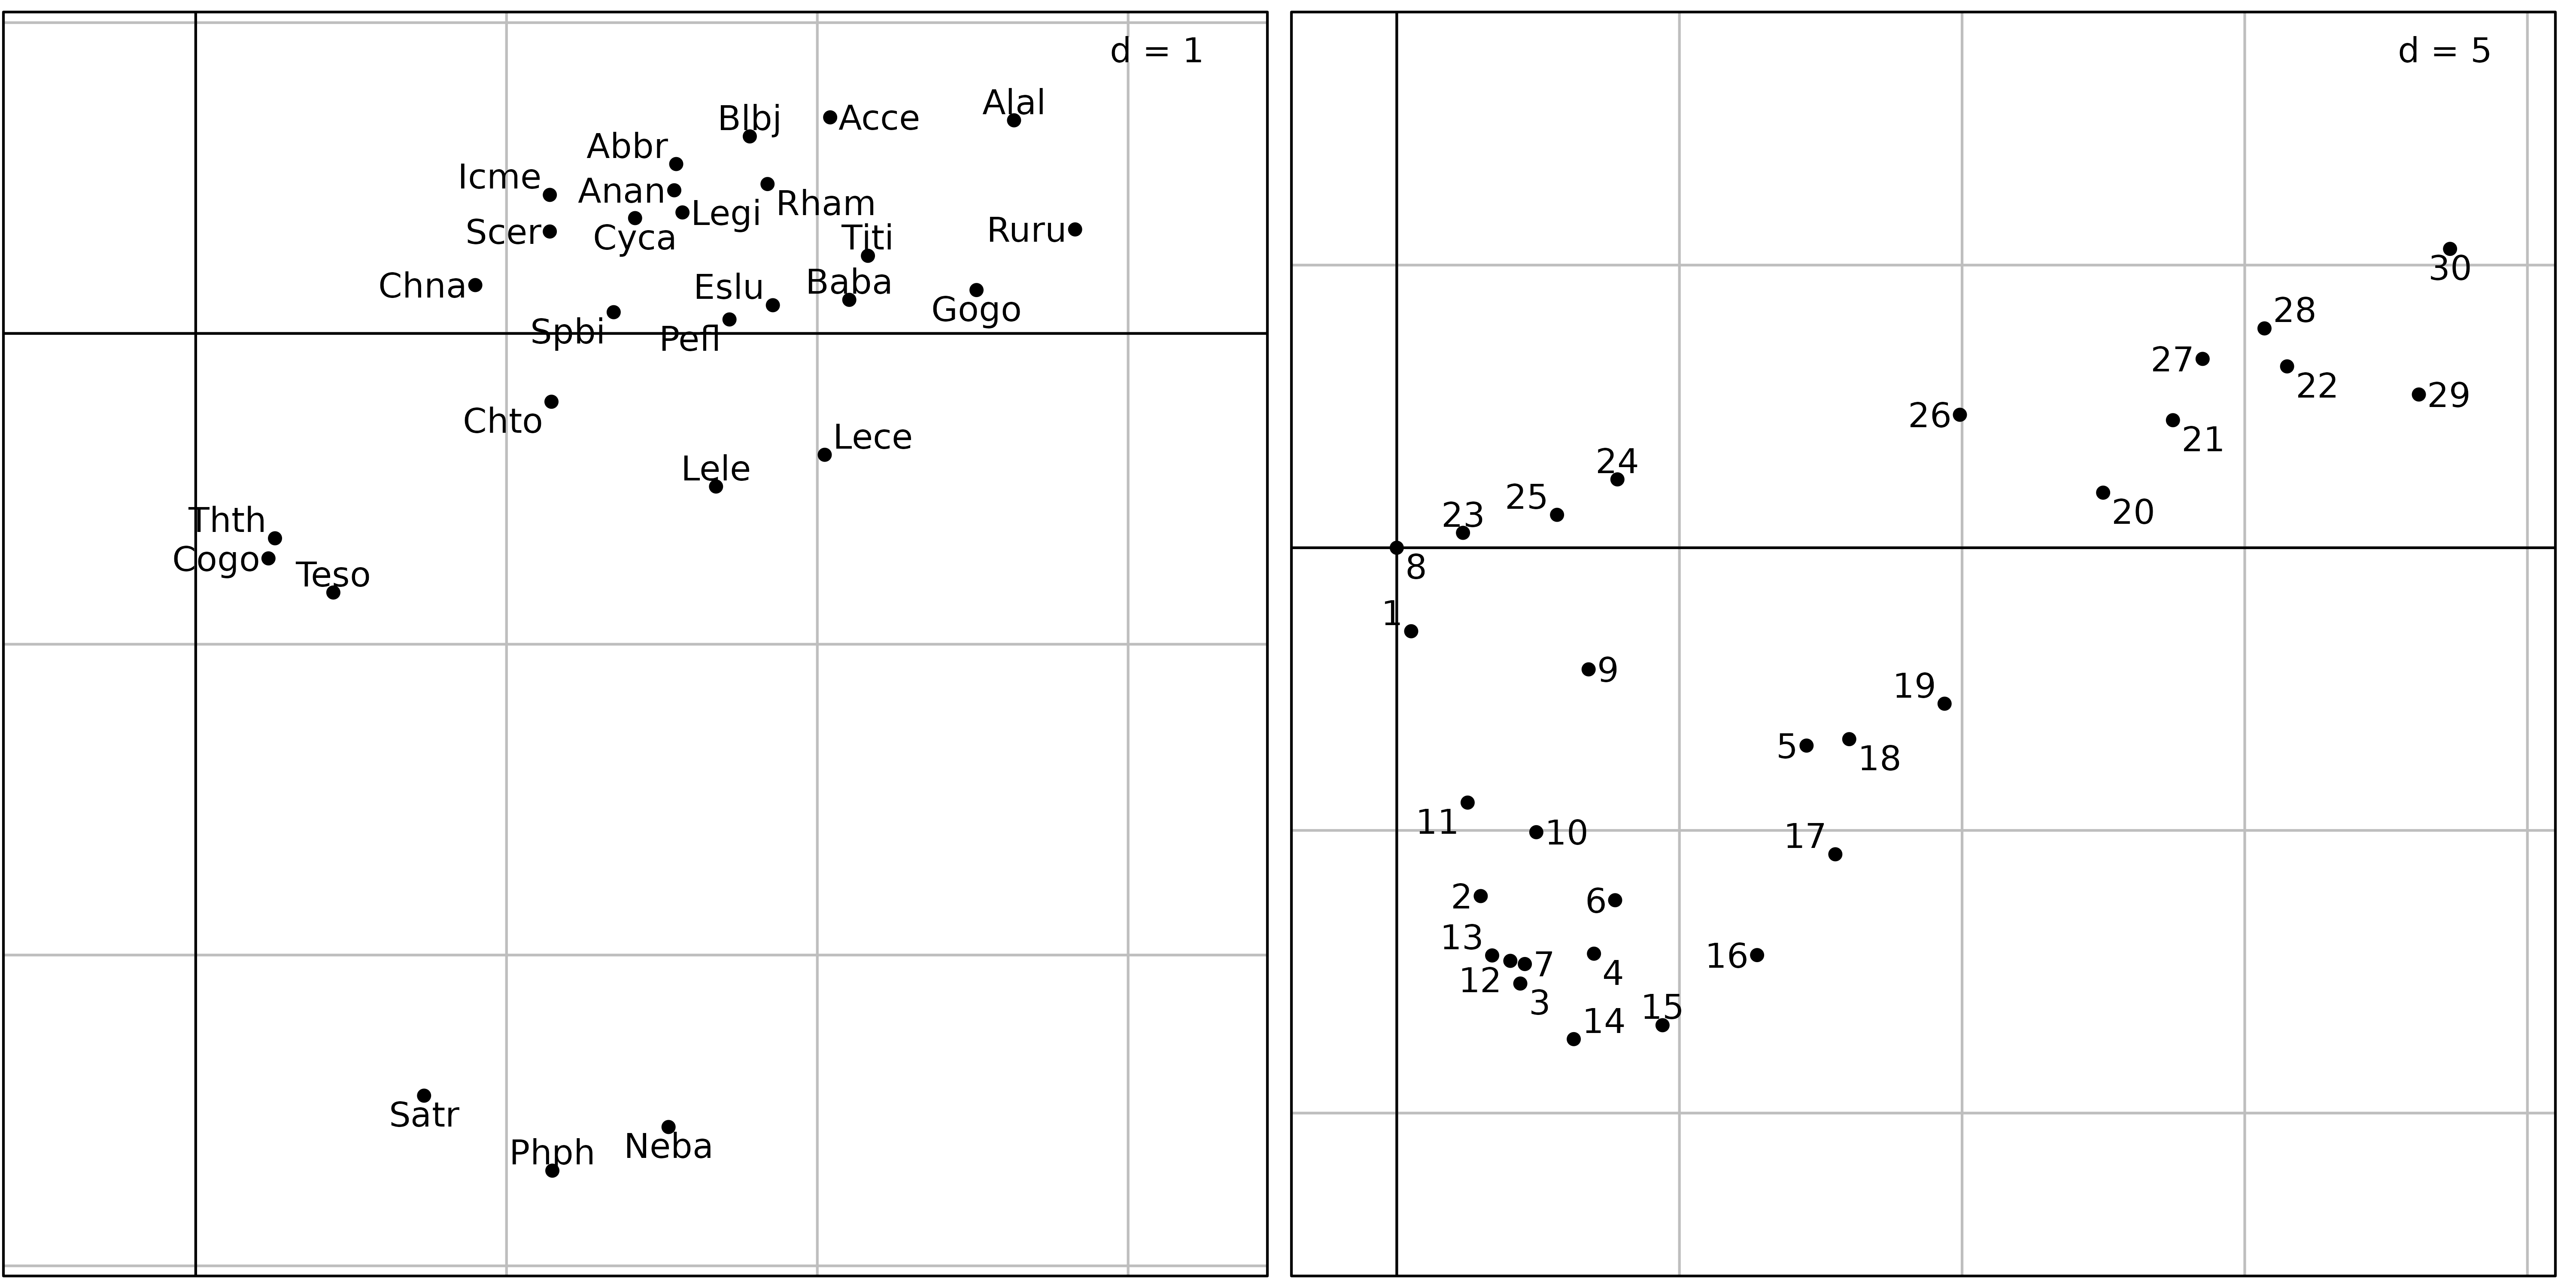 d = 1
Alal
Blbj
Acce
Abbr
Icme
Anan
Rham
Legi
Scer
Cyca
Ruru
Titi
Chna
Eslu
Baba
Gogo
Spbi
Pefl
Chto
Lece
Lele
Thth
Cogo
Teso
Satr
Phph
Neba
d = 5
30
28
27
22
29
26
21
24
25
20
23
8
1
9
19
5
18
11
10
17
2
6
13
16
7
12
4
3
15
14